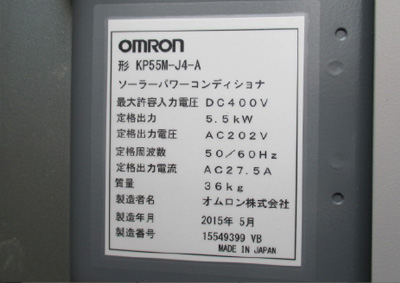 OMRON
形 KP55M-J4-A
ソーラーパワーコンディショナ
最大許容入力電圧 DC400V
定格出力 5.5kW
定格出力電圧 AC202V
定格周波数 50/60Hz
定格出力電流 AC27.5A
質量 36kg
製造者名 オムロン株式会社
製造年月 2015年 5月
製造番号 15549399 VB
MADE IN JAPAN